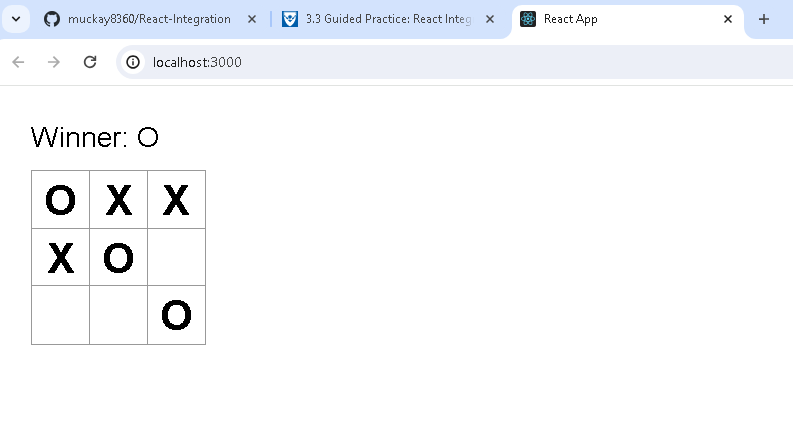 muckay8360/React-Integration
3.3 Guided Practice: React Integ
React App
localhost:3000
Winner: O
O X X
X O
O